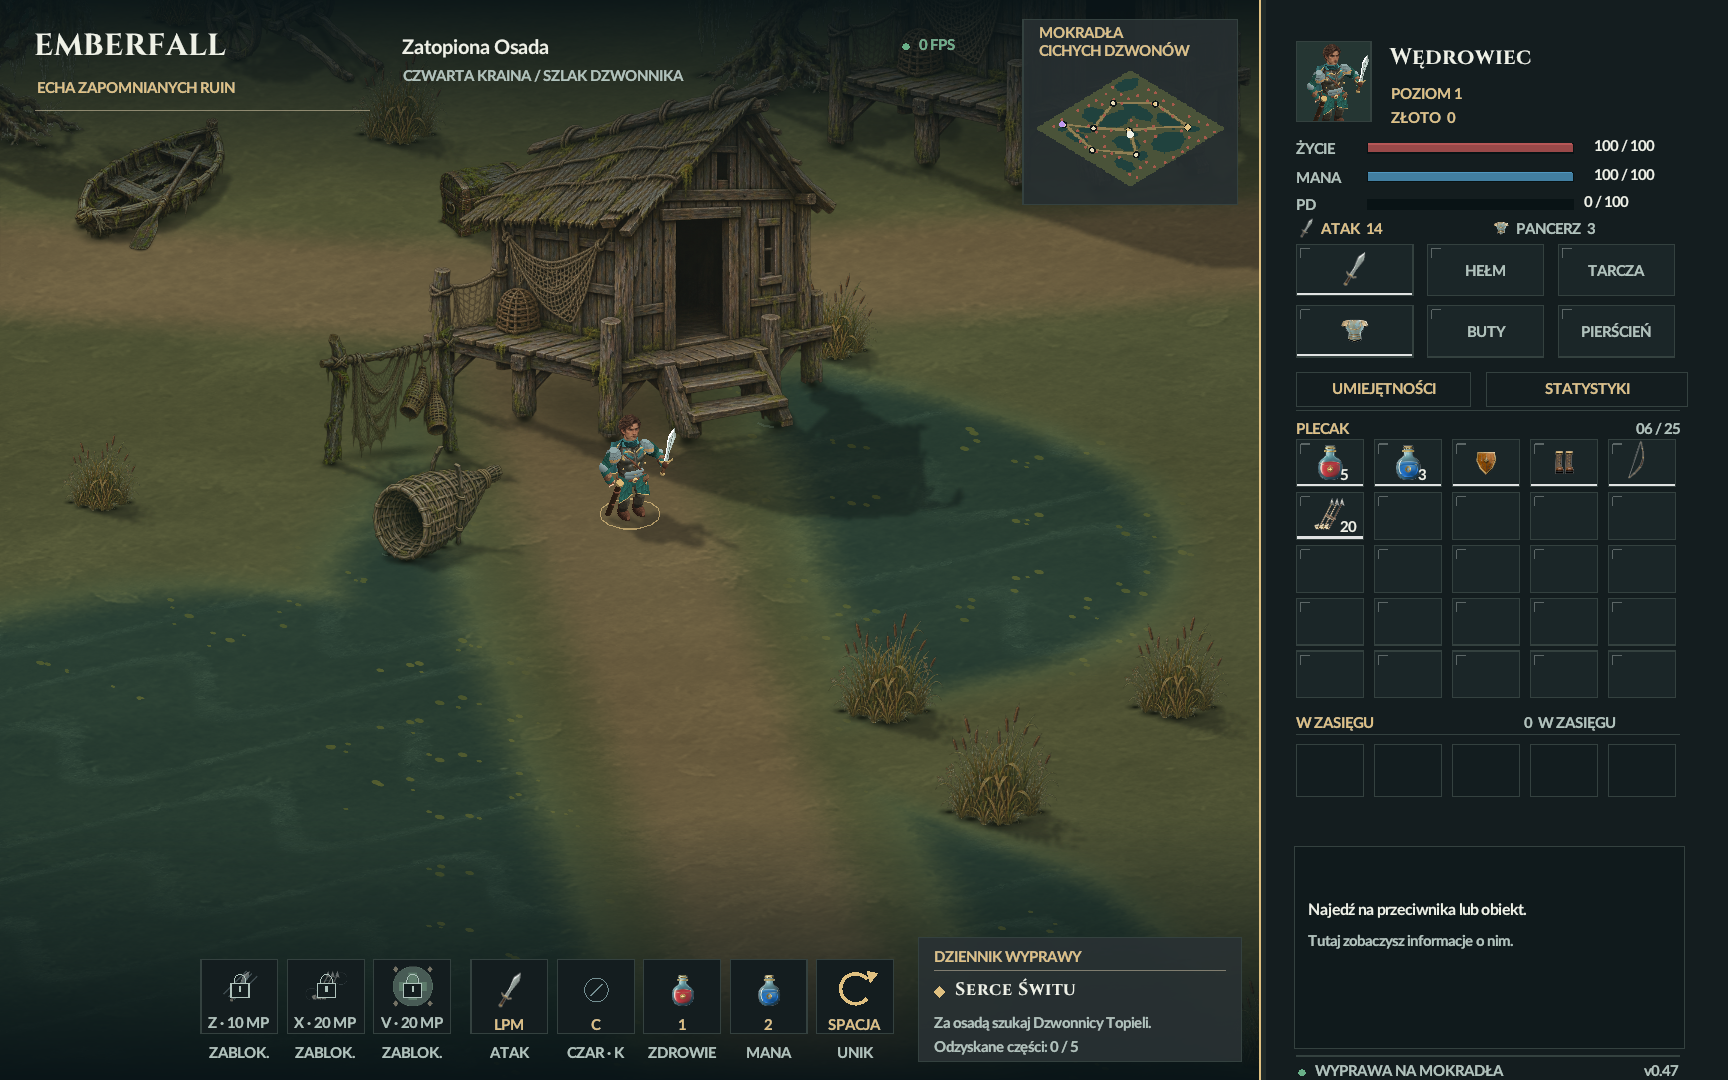 EMBERFALL
ECHA ZAPOMNIANYCH RUIN
Zatopiona Osada
CZWARTA KRAINA / SZLAK DZWONNIKA
0 FPS
MOKRADŁA
CICHYCH DZWONÓW
WĘDROWIEC
POZIOM 1
ZŁOTO 0
ŻYCIE 100 / 100
MANA 100 / 100
PD 0 / 100
ATAK 14 PANCERZ 3
HEŁM TARCZA
BUTY PIERŚCIEŃ
UMIEJĘTNOŚCI STATYSTYKI
PLECAK 06 / 25
5 3
20
W ZASIĘGU 0 W ZASIĘGU
Najedź na przeciwnika lub obiekt.
Tutaj zobaczysz informacje o nim.
WYPRAWA NA MOKRADŁA v0.47
Z · 10 MP X · 20 MP V · 20 MP LPM C 1 2 SPACJA
ZABLOK. ZABLOK. ZABLOK. ATAK CZAR · K ZDROWIE MANA UNIK
DZIENNIK WYPRAWY
SERCE ŚWITU
Za osadą szukaj Dzwonnicy Topieli.
Odzyskane części: 0 / 5